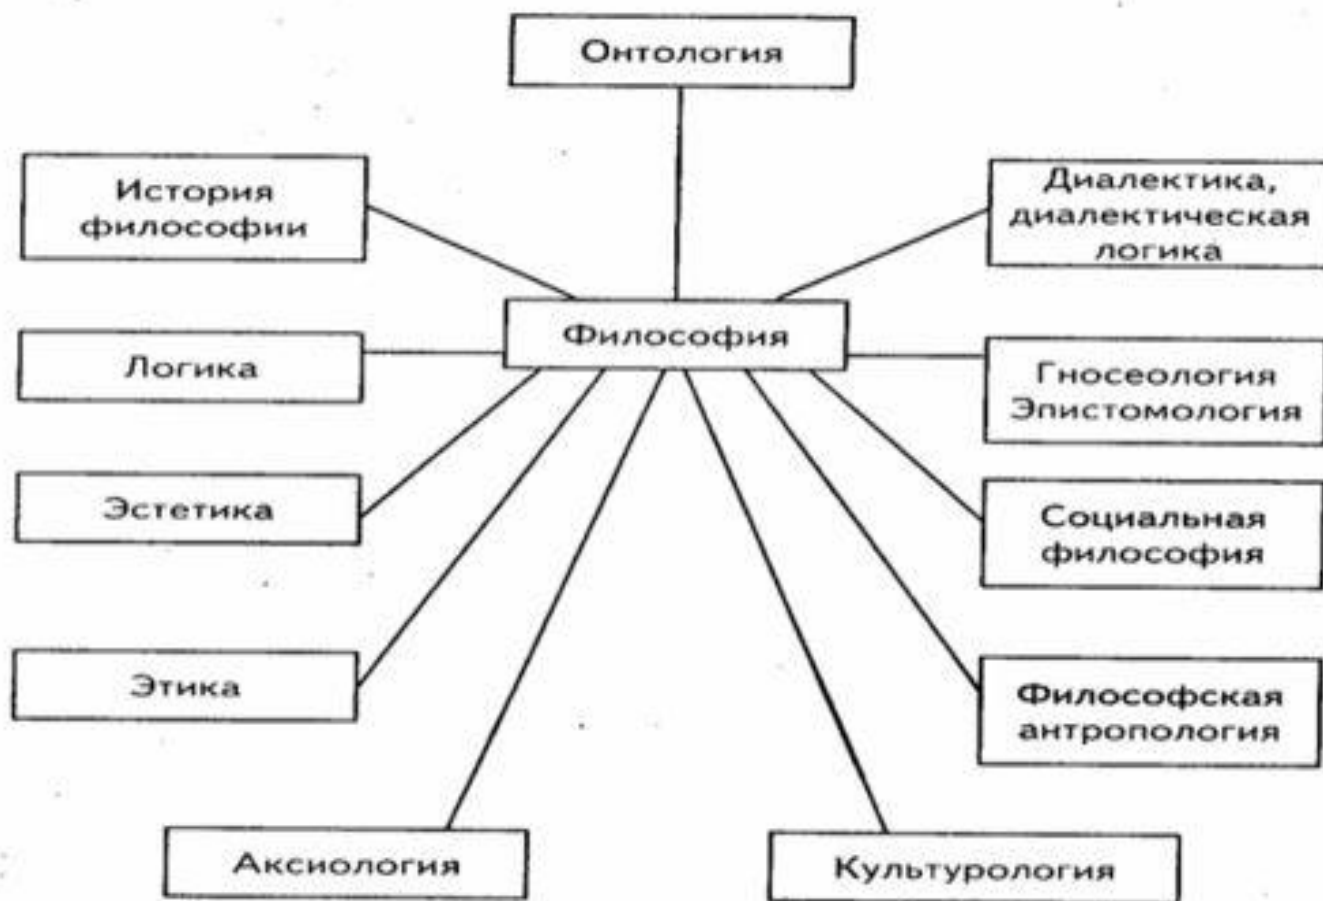 Онтология
История
философии
Диалектика,
диалектическая
логика
Философия
Логика
Гносеология
Эпистомология
Эстетика
Социальная
философия
Этика
Философская
антропология
Аксиология
Культурология